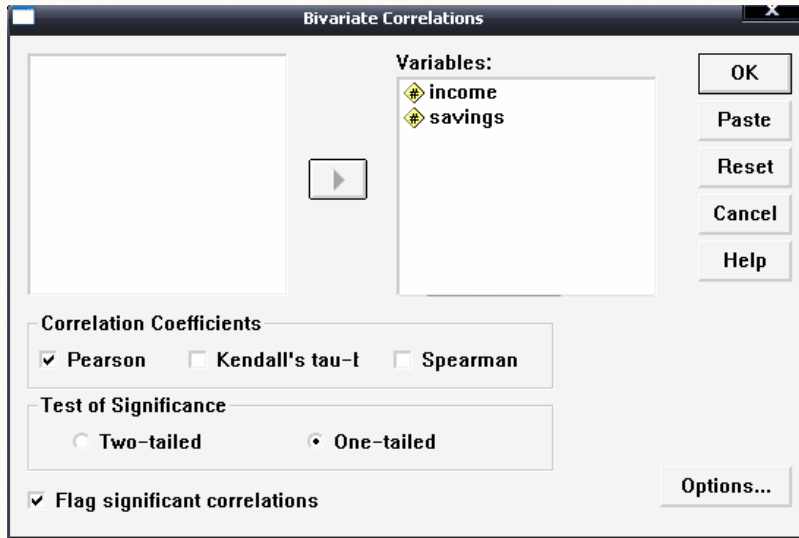 Bivariate Correlations
X
Variables:
# income
# savings
OK
Paste
Reset
Cancel
Help
Correlation Coefficients
Pearson Kendall's tau-t Spearman
Test of Significance
Two-tailed One-tailed
Flag significant correlations
Options...